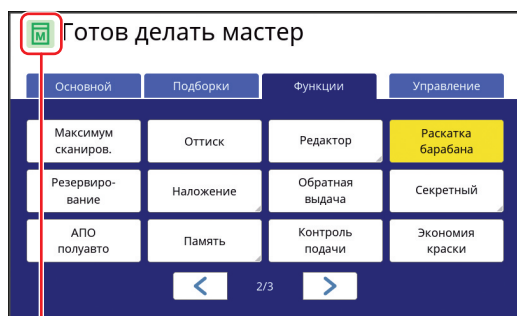 M Готов делать мастер
Основной Подборки Функции Управление
Максимум сканиров. Оттиск Редактор Раскатка барабана
Резервиро-вание Наложение Обратная выдача Секретный
АПО полуавто Память Контроль подачи Экономия краски
< 2/3 >